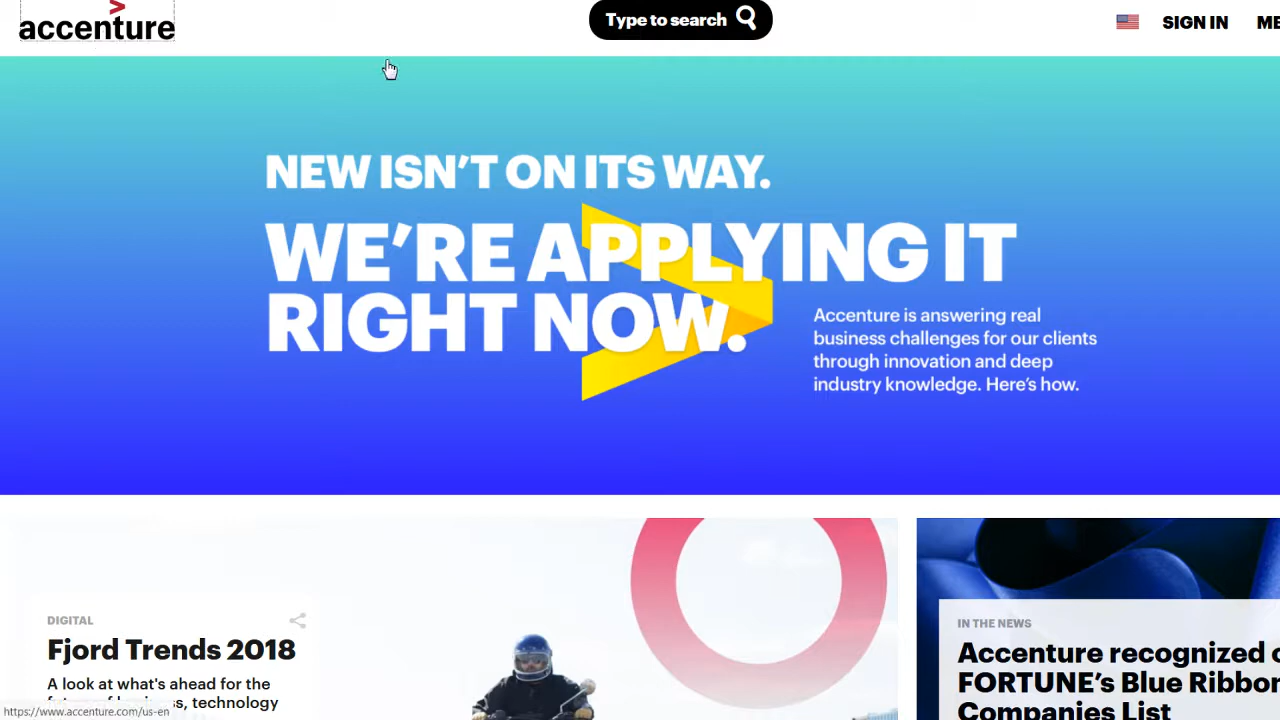 >
accenture
Type to search
SIGN IN
NEW ISN'T ON ITS WAY.
WE'RE APPLYING IT
RIGHT NOW.
Accenture is answering real
business challenges for our clients
through innovation and deep
industry knowledge. Here's how.
DIGITAL
Fjord Trends 2018
A look at what's ahead for the
technology
IN THE NEWS
Accenture recognized
FORTUNE's Blue Ribbon
Companies List
https://www.accenture.com/us-en